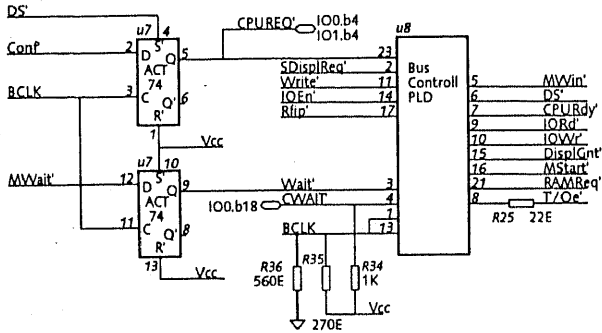 DS'
u7 4
CPUREQ' IO0.b4
IO1.b4
u8
Conf' 2 D S' Q 5 23
ACT
74
SDisplReq' 2 Bus
Write' 11 Controll 5 MWin'
BCLK 3 C Q' 6 IOEn' 14 PLD 6 DS'
R' Rfip' 17 7 CPURdy'
1 9 IORd'
Vcc 10 IOWr'
u7 10 15 DisplGnt'
MWait' 12 D S' Q 9 Wait' 3 16 MStart'
ACT
74
CWAIT' 4 21 RAMReq'
IO0.b18 1 8 T/Oe'
11 C Q' 8 BCLK 13 R25 22E
R'
13 Vcc
R36 R35 R34
560E 1K
Vcc
270E